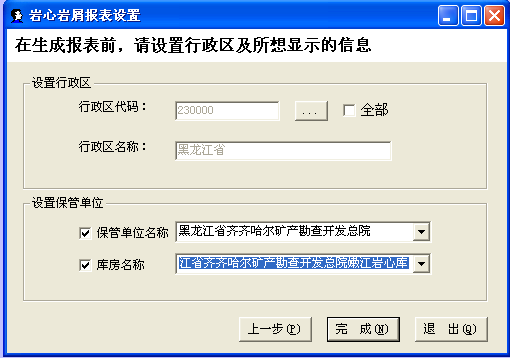 岩心岩屑报表设置
在生成报表前，请设置行政区及所想显示的信息
设置行政区
行政区代码： 230000 ... 全部
行政区名称： 黑龙江省
设置保管单位
保管单位名称 黑龙江省齐齐哈尔矿产勘查开发总院
库房名称 江省齐齐哈尔矿产勘查开发总院嫩江岩心库
上一步(P) 完 成(N) 退 出(Q)